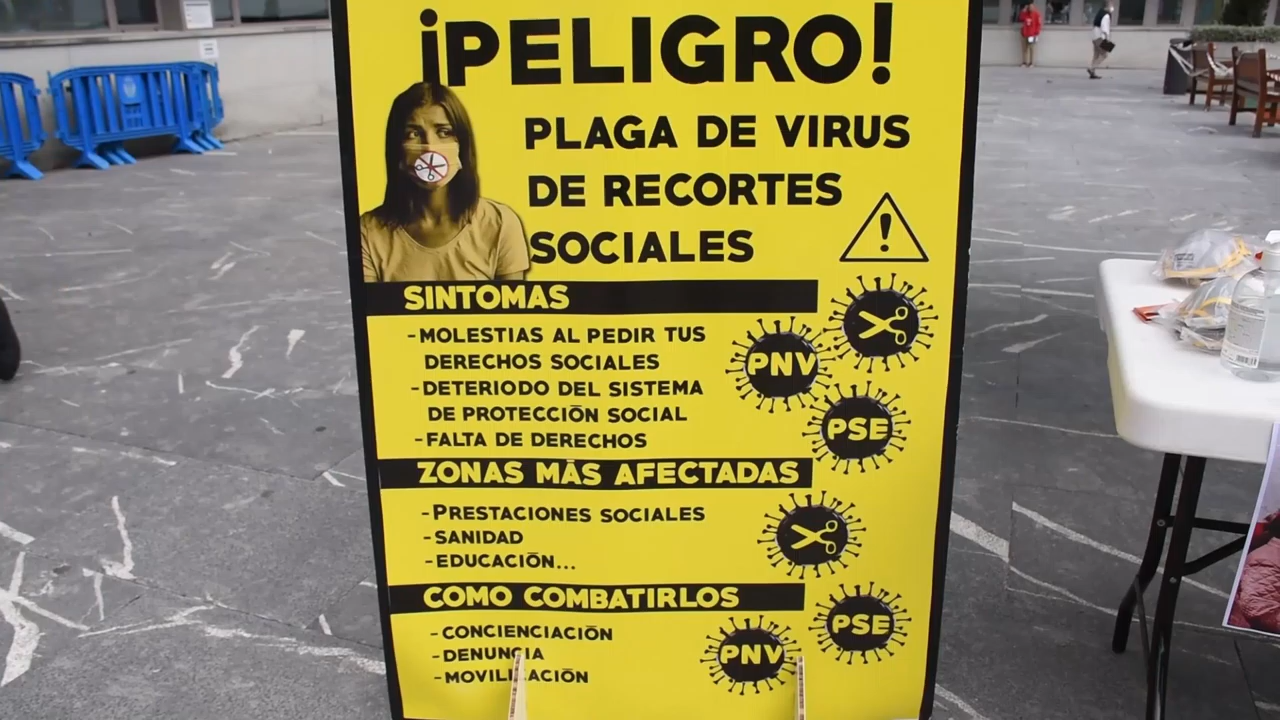 ¡PELIGRO!
PLAGA DE VIRUS
DE RECORTES
SOCIALES
SINTOMAS
-MOLESTIAS AL PEDIR TUS
DERECHOS SOCIALES
-DETERIODO DEL SISTEMA
DE PROTECCIÓN SOCIAL
-FALTA DE DERECHOS
PNV
PSE
ZONAS MÁS AFECTADAS
-PRESTACIONES SOCIALES
-SANIDAD
-EDUCACIÓN...
COMO COMBATIRLOS
-CONCIENCIACIÓN
-DENUNCIA
-MOVILIZACIÓN
PSE
PNV